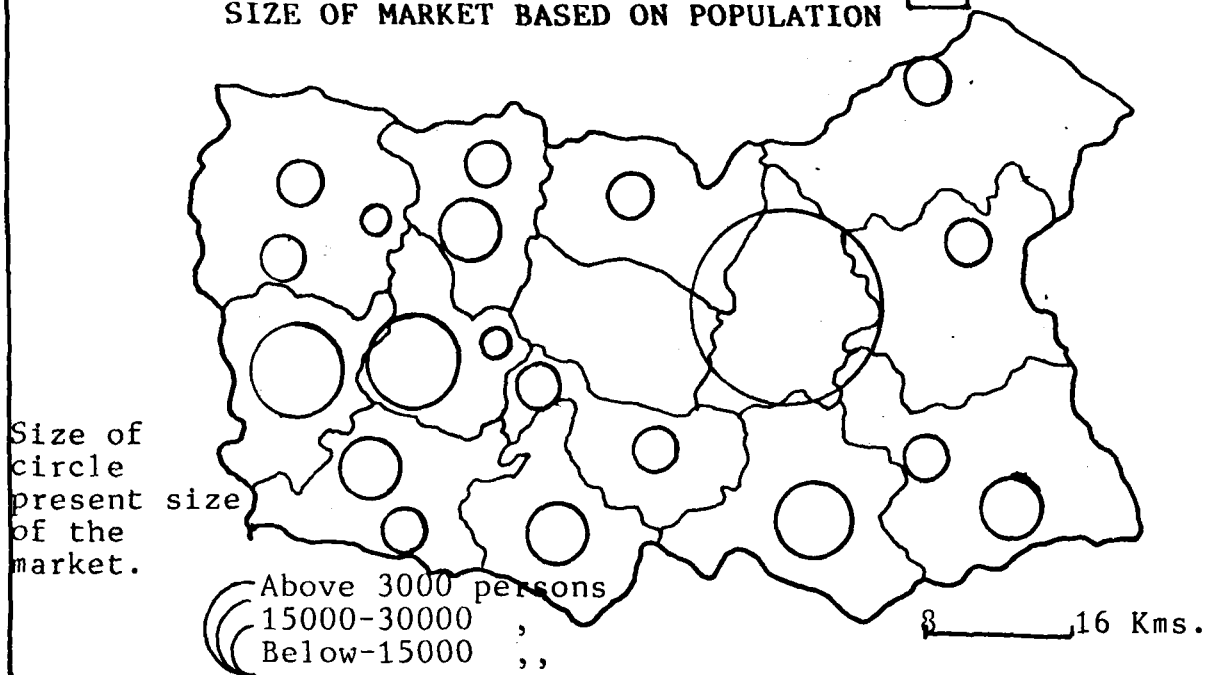 SIZE OF MARKET BASED ON POPULATION
Size of
circle
present size
of the
market.
Above 3000 persons
15000-30000 ,
Below-15000 ,,
8 16 Kms.